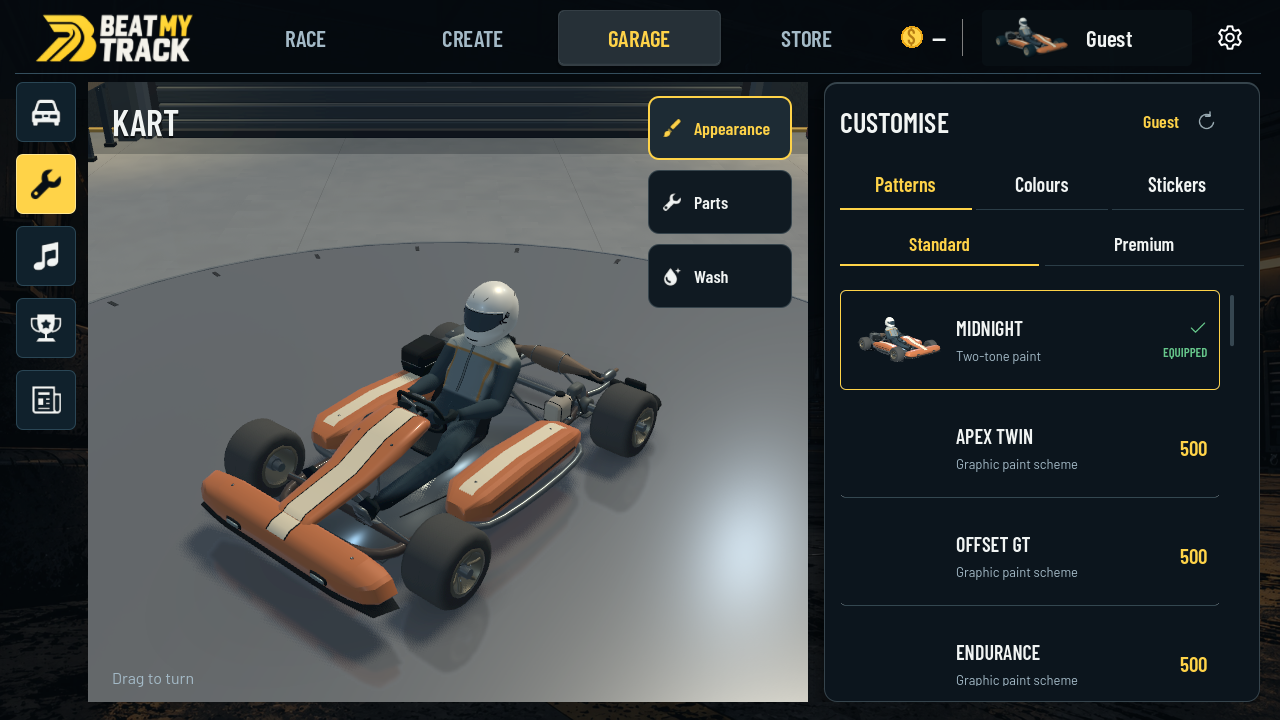 BEATMY
TRACK
RACE
CREATE
GARAGE
STORE
–
Guest
KART
Appearance
Parts
Wash
Drag to turn
CUSTOMISE
Guest
Patterns
Colours
Stickers
Standard
Premium
MIDNIGHT
Two-tone paint
EQUIPPED
APEX TWIN
Graphic paint scheme
500
OFFSET GT
Graphic paint scheme
500
ENDURANCE
Graphic paint scheme
500